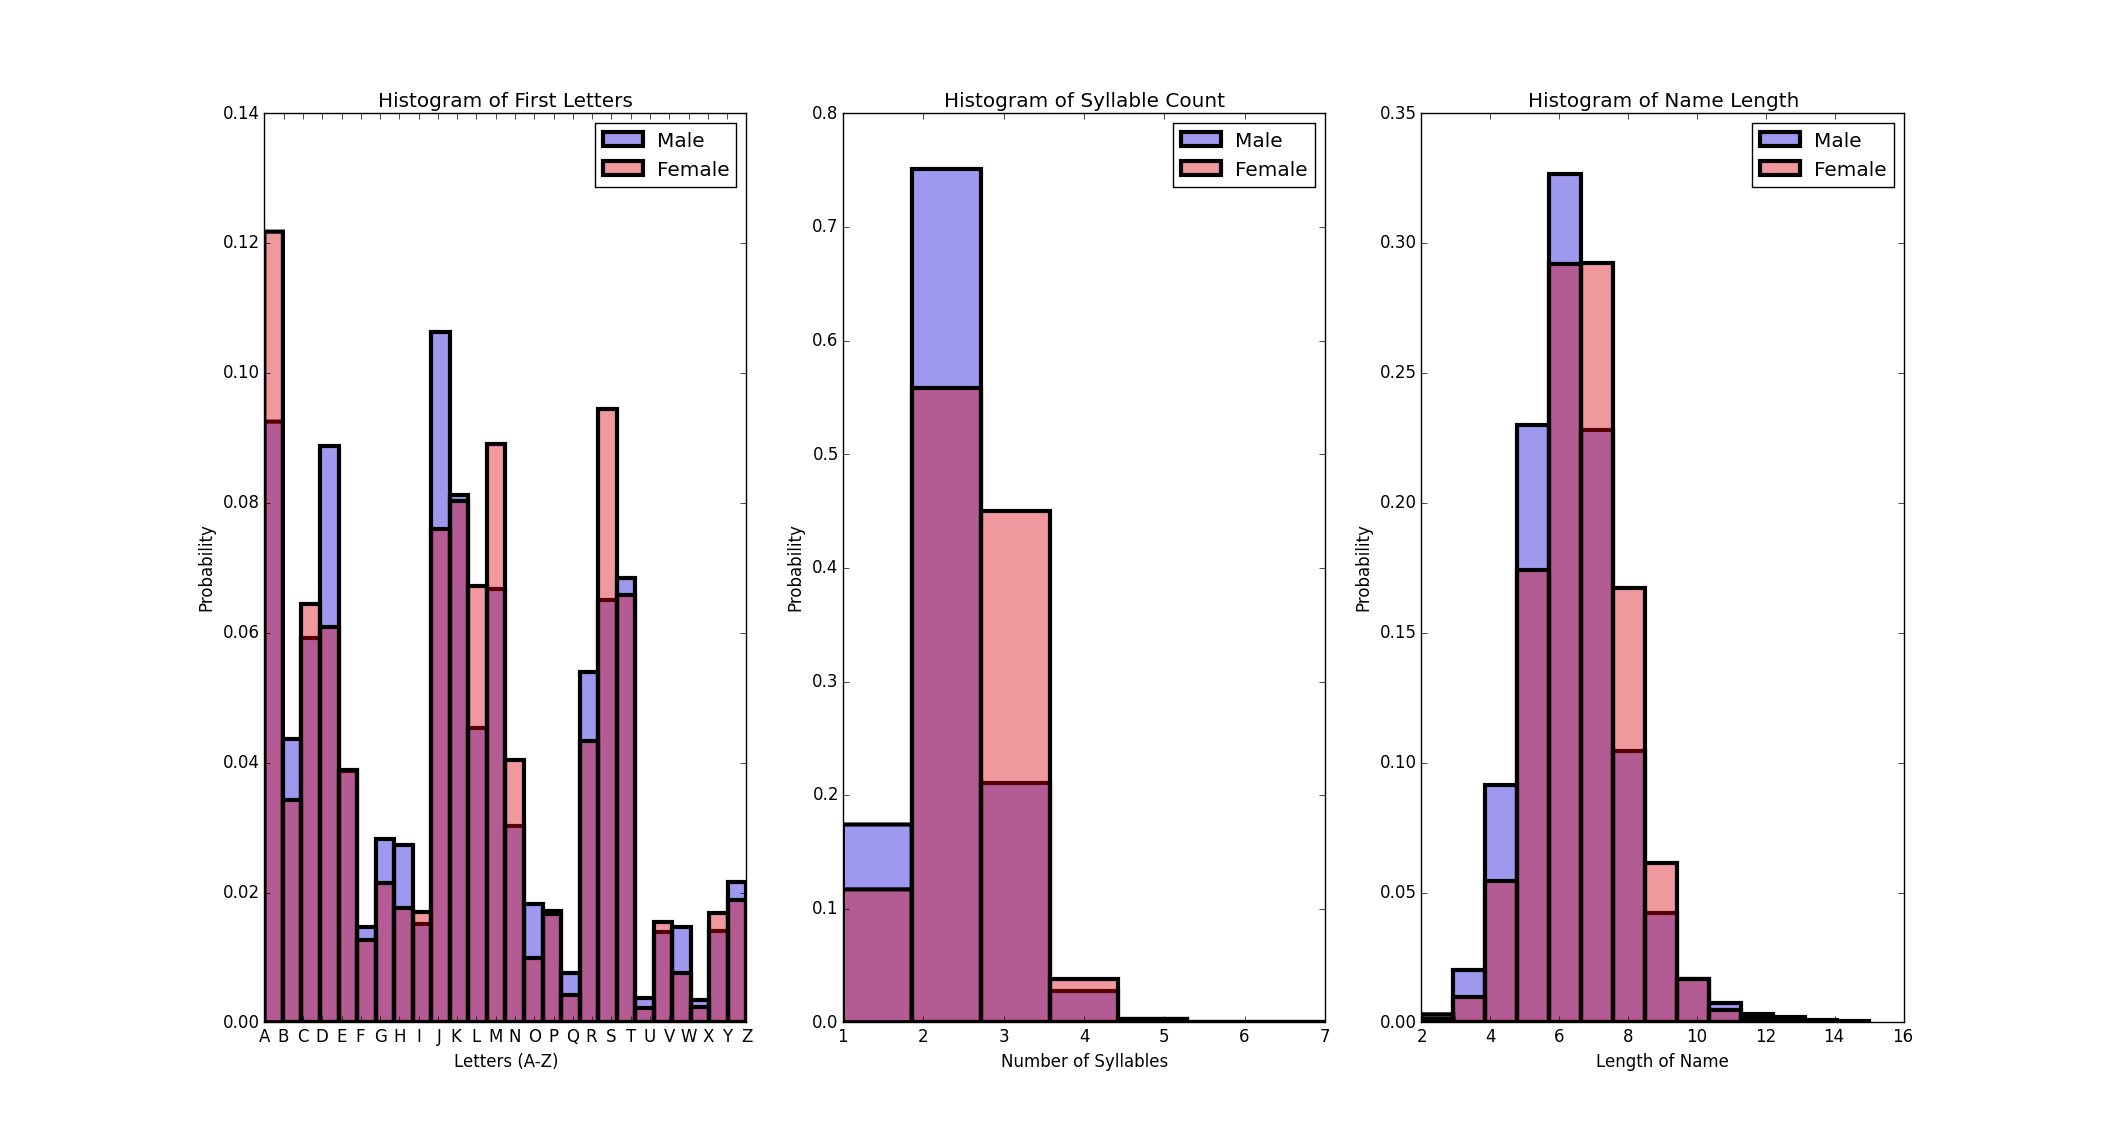 Histogram of First Letters
Male
Female
0.14
0.12
0.10
0.08
0.06
0.04
0.02
0.00
Probability
A B C D E F G H I J K L M N O P Q R S T U V W X Y Z
Letters (A-Z)
Histogram of Syllable Count
Male
Female
0.8
0.7
0.6
0.5
0.4
0.3
0.2
0.1
0.0
Probability
1 2 3 4 5 6 7
Number of Syllables
Histogram of Name Length
Male
Female
0.35
0.30
0.25
0.20
0.15
0.10
0.05
0.00
Probability
2 4 6 8 10 12 14 16
Length of Name